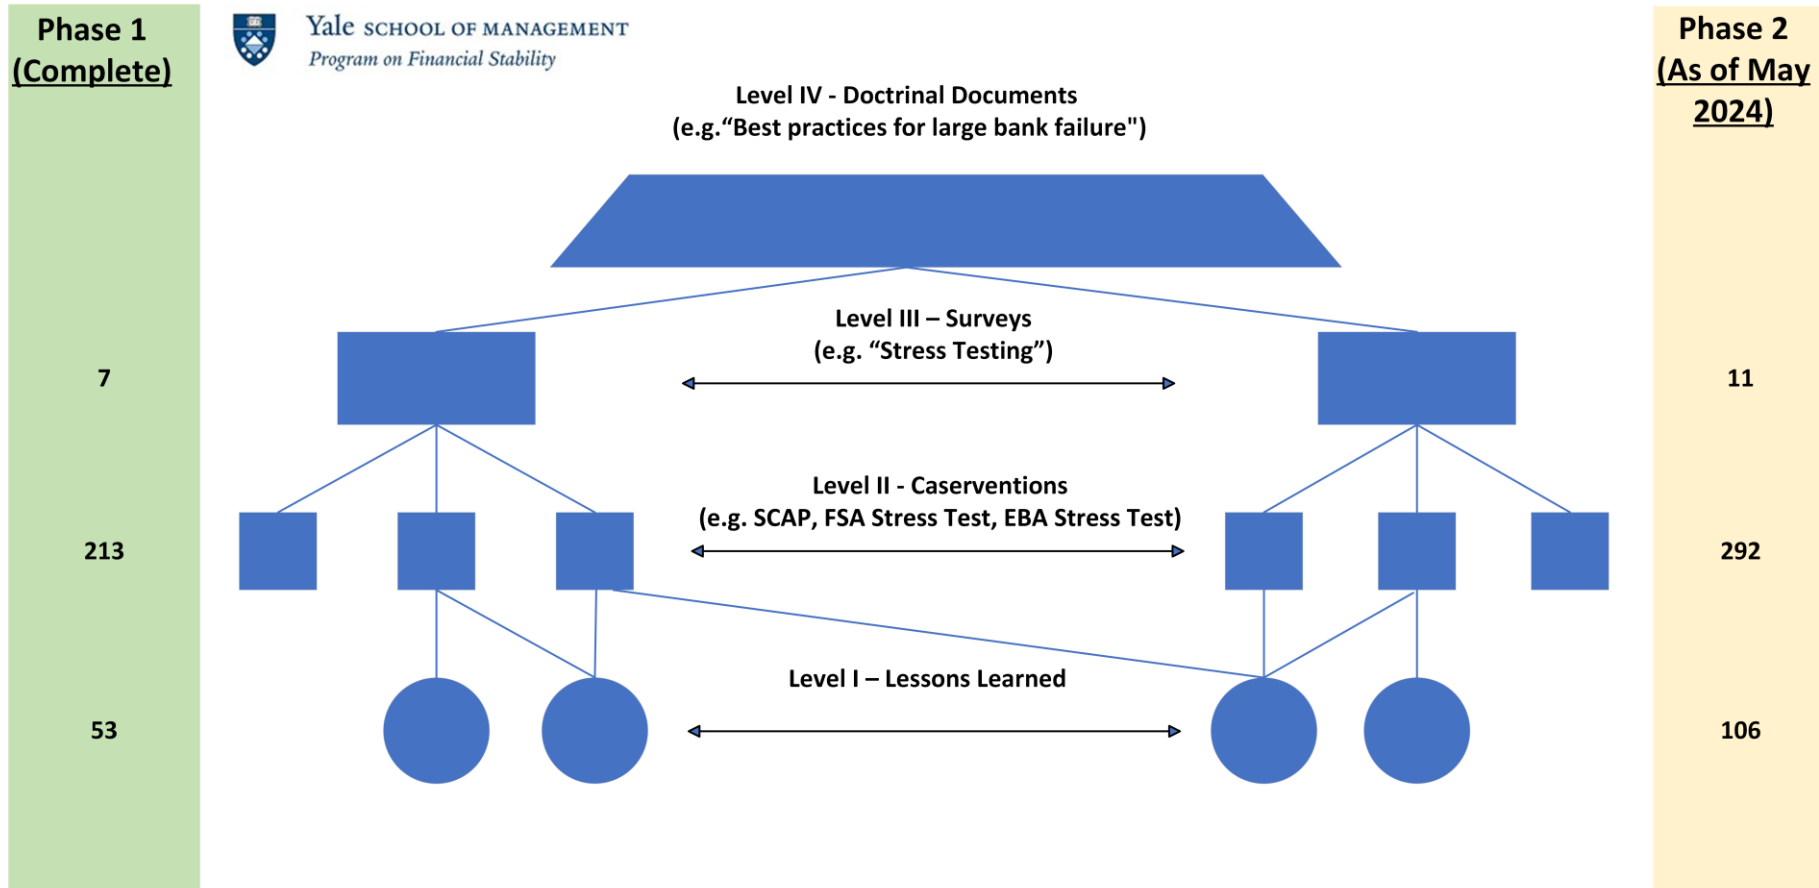 Phase 1
(Complete)
Yale SCHOOL OF MANAGEMENT
Program on Financial Stability
Phase 2
(As of May
2024)
Level IV - Doctrinal Documents
(e.g.“Best practices for large bank failure")
Level III – Surveys
(e.g. “Stress Testing”)
7
11
Level II - Caserventions
(e.g. SCAP, FSA Stress Test, EBA Stress Test)
213
292
Level I – Lessons Learned
53
106